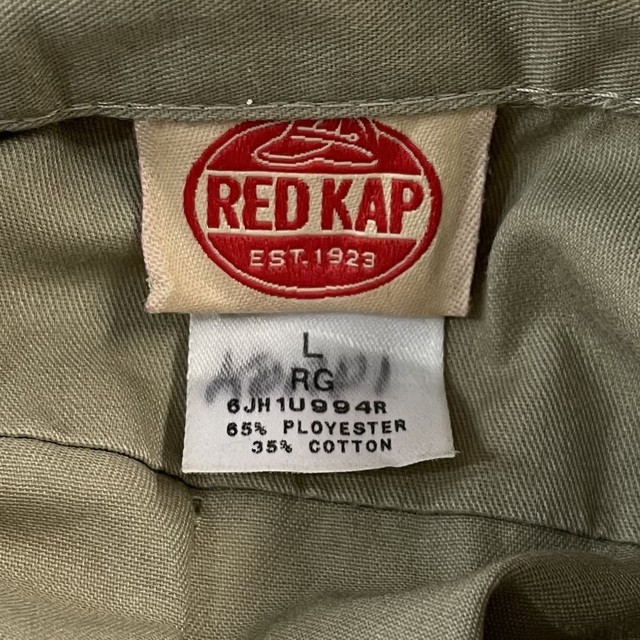 RED KAP
EST. 1923
L
RG
6JH1U994R
65% PLOYESTER
35% COTTON